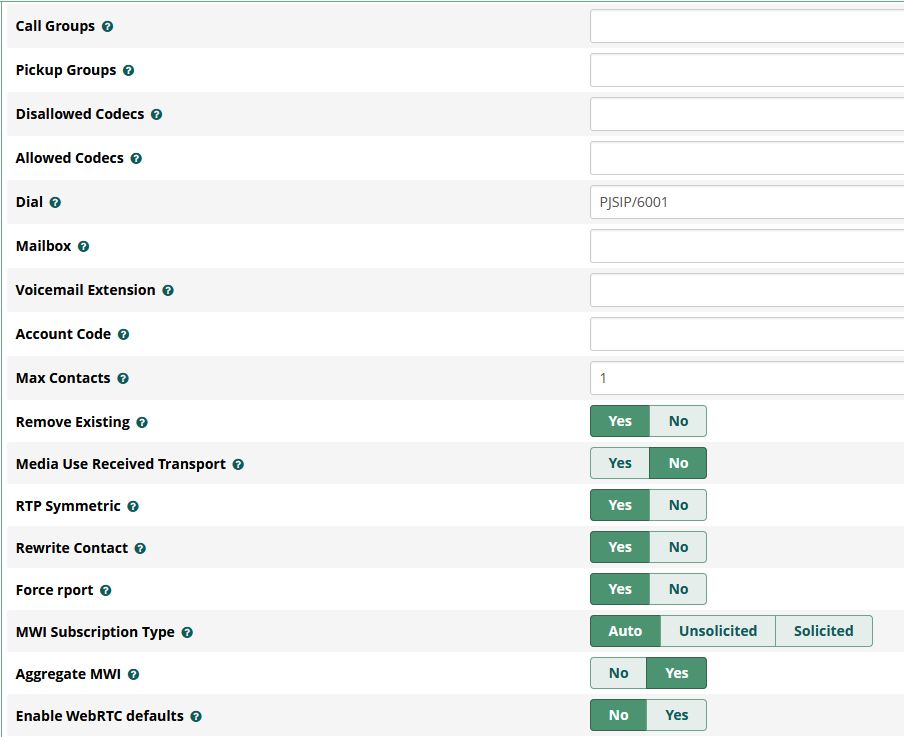 Call Groups ?
Pickup Groups ?
Disallowed Codecs ?
Allowed Codecs ?
Dial ? PJSIP/6001
Mailbox ?
Voicemail Extension ?
Account Code ?
Max Contacts ? 1
Remove Existing ? Yes No
Media Use Received Transport ? Yes No
RTP Symmetric ? Yes No
Rewrite Contact ? Yes No
Force rport ? Yes No
MWI Subscription Type ? Auto Unsolicited Solicited
Aggregate MWI ? No Yes
Enable WebRTC defaults ? No Yes